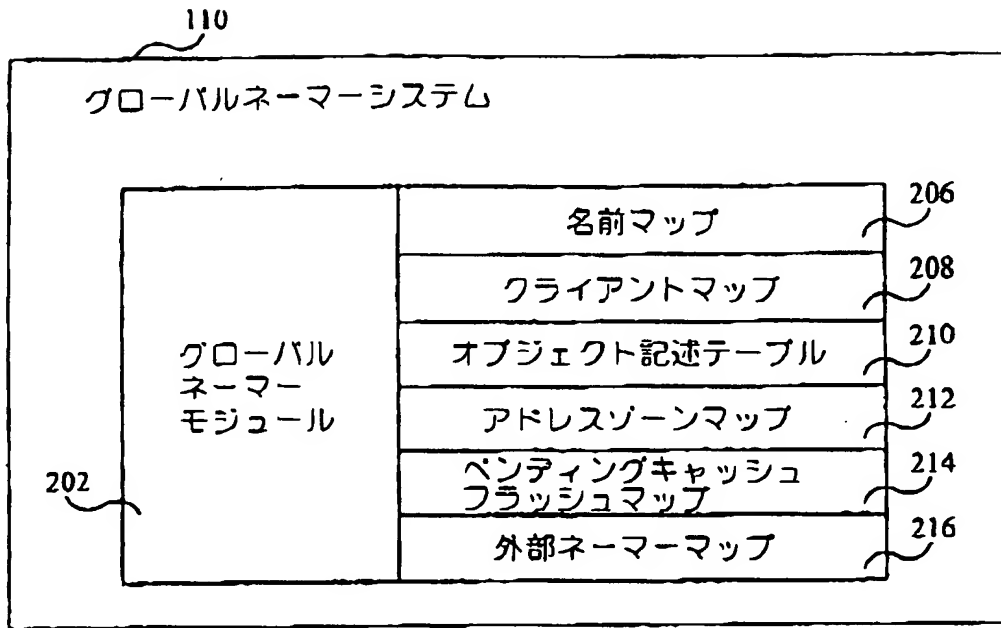 110
グローバルネーマーシステム
名前マップ
206
クライアントマップ
208
オブジェクト記述テーブル
210
アドレスゾーンマップ
212
ペンディングキャッシュ
フラッシュマップ
214
外部ネーマーマップ
216
グローバル
ネーマー
モジュール
202